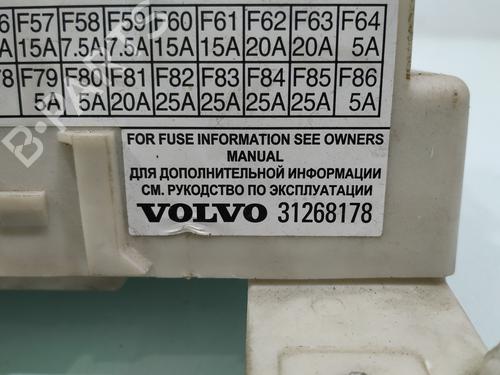 6 F57 F58 F59 F60 F61 F62 F63 F64
A 15A 7.5A 7.5A 15A 15A 20A 20A 5A
78 F79 F80 F81 F82 F83 F84 F85 F86
5A 5A 20A 25A 25A 25A 25A 5A
FOR FUSE INFORMATION SEE OWNERS
MANUAL
ДЛЯ ДОПОЛНИТЕЛЬНОЙ ИНФОРМАЦИИ
СМ. РУКОДСТВО ПО ЭКСПЛУАТАЦИИ
VOLVO 31268178